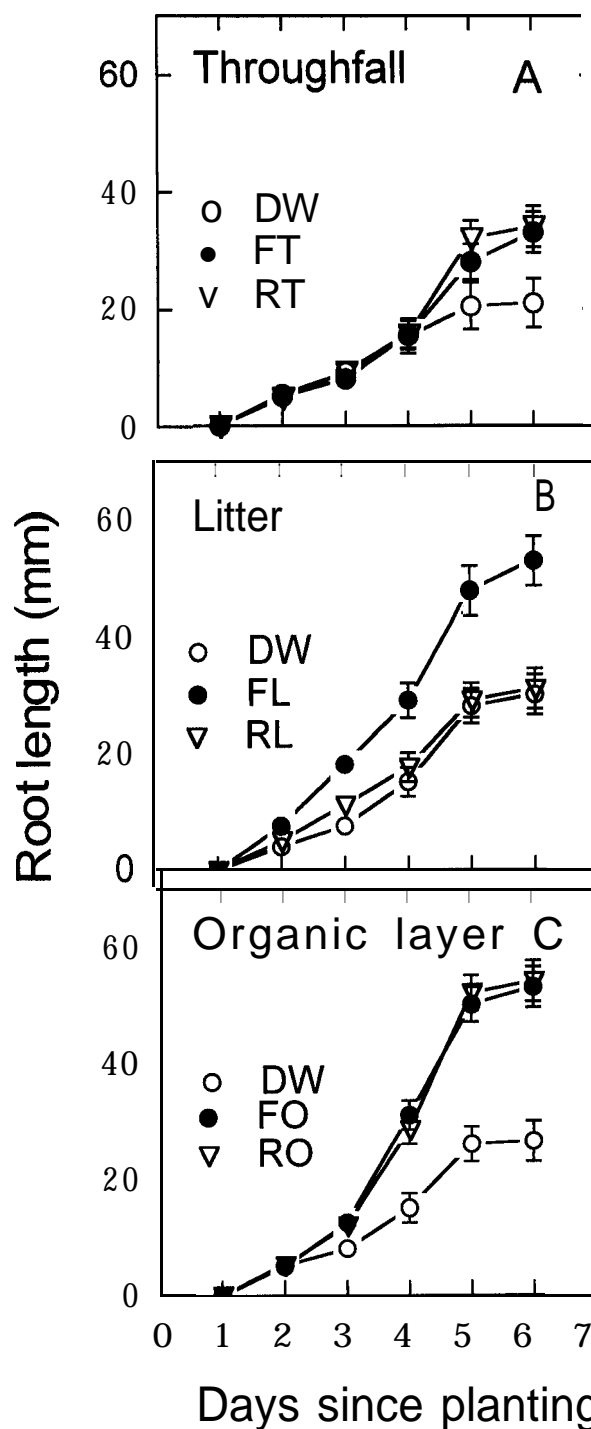 Throughfall A
60
DW
FT
v RT
40
20
0
Litter B
60
DW
FL
RL
40
20
0
Root length (mm)
Organic layer C
60
DW
FO
RO
40
20
0
0 1 2 3 4 5 6 7
Days since planting